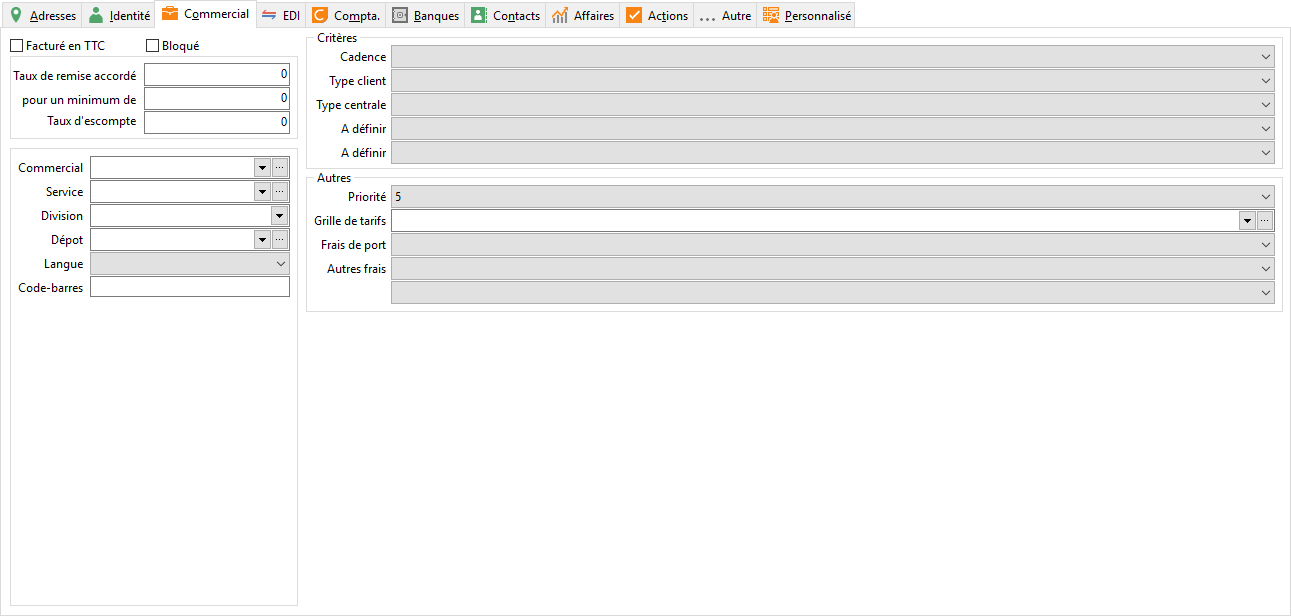 Adresses Identité Commercial EDI Compta. Banques Contacts Affaires Actions ... Autre Personnalisé
Facturé en TTC Bloqué
Taux de remise accordé 0
pour un minimum de 0
Taux d'escompte 0
Commercial ...
Service ...
Division
Dépot ...
Langue
Code-barres
Critères
Cadence
Type client
Type centrale
A définir
A définir
Autres
Priorité 5
Grille de tarifs ...
Frais de port
Autres frais